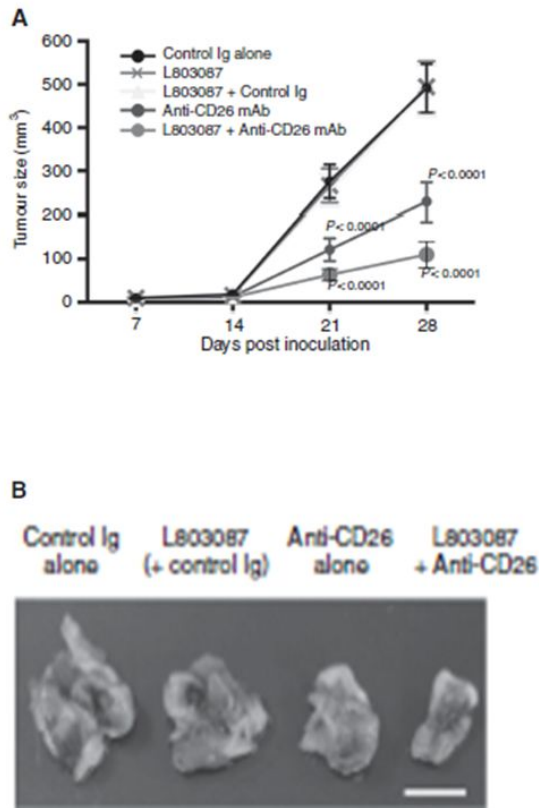 A
600
500
400
300
200
100
0
Tumour size (mm³)
Control Ig alone
L803087
L803087 + Control Ig
Anti-CD26 mAb
L803087 + Anti-CD26 mAb
P<0.0001
P<0.0001
P<0.0001
P<0.0001
7 14 21 28
Days post inoculation
B
Control Ig alone
L803087 (+ control Ig)
Anti-CD26 alone
L803087 + Anti-CD26